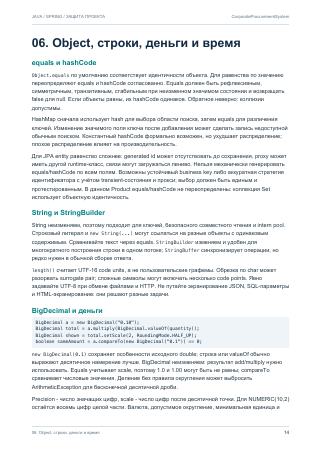 JAVA / SPRING / ЗАЩИТА ПРОЕКТА
CorporateProcurementSystem
06. Object, строки, деньги и время
equals и hashCode
Object.equals по умолчанию соответствует идентичности объекта. Для равенства по значению
переопределяют equals и hashCode согласованно. Equals должен быть рефлексивным,
симметричным, транзитивным, стабильным при неизменном значимом состоянии и возвращать
false для null. Если объекты равны, их hashCode одинаков. Обратное неверно; коллизии
допустимы.
HashMap сначала использует hash для выбора области поиска, затем equals для различения
ключей. Изменение значимого поля ключа после добавления может сделать запись недоступной
обычным поиском. Константный hashCode формально возможен, но ухудшает распределение;
плохое распределение влияет на производительность.
Для JPA entity равенство сложнее: generated id может отсутствовать до сохранения, proxy может
иметь другой runtime-класс, связи могут загружаться лениво. Нельзя механически генерировать
equals/hashCode по всем полям. Возможны устойчивый business key либо аккуратная стратегия
идентификатора с учётом transient-состояния и прокси; выбор должен быть единым и
протестированным. В данном Product equals/hashCode не переопределены; коллекция Set
использует объектную идентичность.
String и StringBuilder
String неизменяем, поэтому подходит для ключей, безопасного совместного чтения и intern pool.
Строковый литерал и new String(...) могут ссылаться на разные объекты с одинаковым
содержимым. Сравнивайте текст через equals. StringBuilder изменяем и удобен для
многократного построения строки в одном потоке; StringBuffer синхронизирует операции, но
редко нужен в обычной сборке ответа.
length() считает UTF-16 code units, а не пользовательские графемы. Обрезка по char может
разорвать surrogate pair; сложные символы могут включать несколько code points. Явно
задавайте UTF-8 при обмене файлами и HTTP. Не путайте экранирование JSON, SQL-параметры
и HTML-экранирование: они решают разные задачи.
BigDecimal и деньги
BigDecimal a = new BigDecimal("0.10");
BigDecimal total = a.multiply(BigDecimal.valueOf(quantity));
BigDecimal shown = total.setScale(2, RoundingMode.HALF_UP);
boolean sameAmount = a.compareTo(new BigDecimal("0.1")) == 0;
new BigDecimal(0.1) сохраняет особенности исходного double; строка или valueOf обычно
выражают десятичное намерение лучше. BigDecimal неизменяем: результат add/multiply нужно
использовать. Equals учитывает scale, поэтому 1.0 и 1.00 могут быть не равны; compareTo
сравнивает числовые значения. Деление без правила округления может выбросить
ArithmeticException для бесконечной десятичной дроби.
Precision - число значащих цифр, scale - число цифр после десятичной точки. Для NUMERIC(10,2)
остаётся восемь цифр целой части. Валюта, допустимое округление, минимальная единица и
06. Object, строки, деньги и время
14